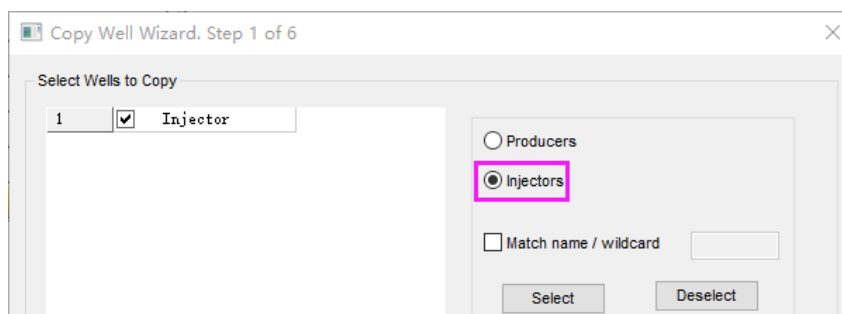 Copy Well Wizard. Step 1 of 6
Select Wells to Copy
1 Injector
Producers
Injectors
Match name / wildcard
Select Deselect